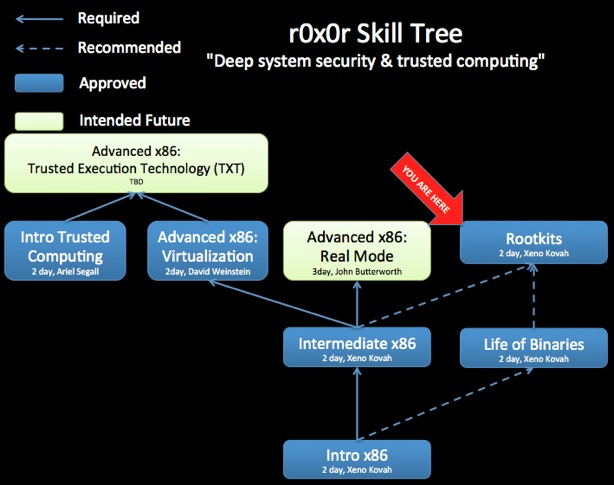 r0x0r Skill Tree
"Deep system security & trusted computing"
Required
Recommended
Approved
Intended Future
Advanced x86:
Trusted Execution Technology (TXT)
TBD
YOU ARE HERE
Intro Trusted
Computing
2 day, Ariel Segall
Advanced x86:
Virtualization
2day, David Weinstein
Advanced x86:
Real Mode
3day, John Butterworth
Rootkits
2 day, Xeno Kovah
Intermediate x86
2 day, Xeno Kovah
Life of Binaries
2 day, Xeno Kovah
Intro x86
2 day, Xeno Kovah